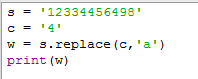 s = '12334456498'
c = '4'
w = s.replace(c,'a')
print(w)